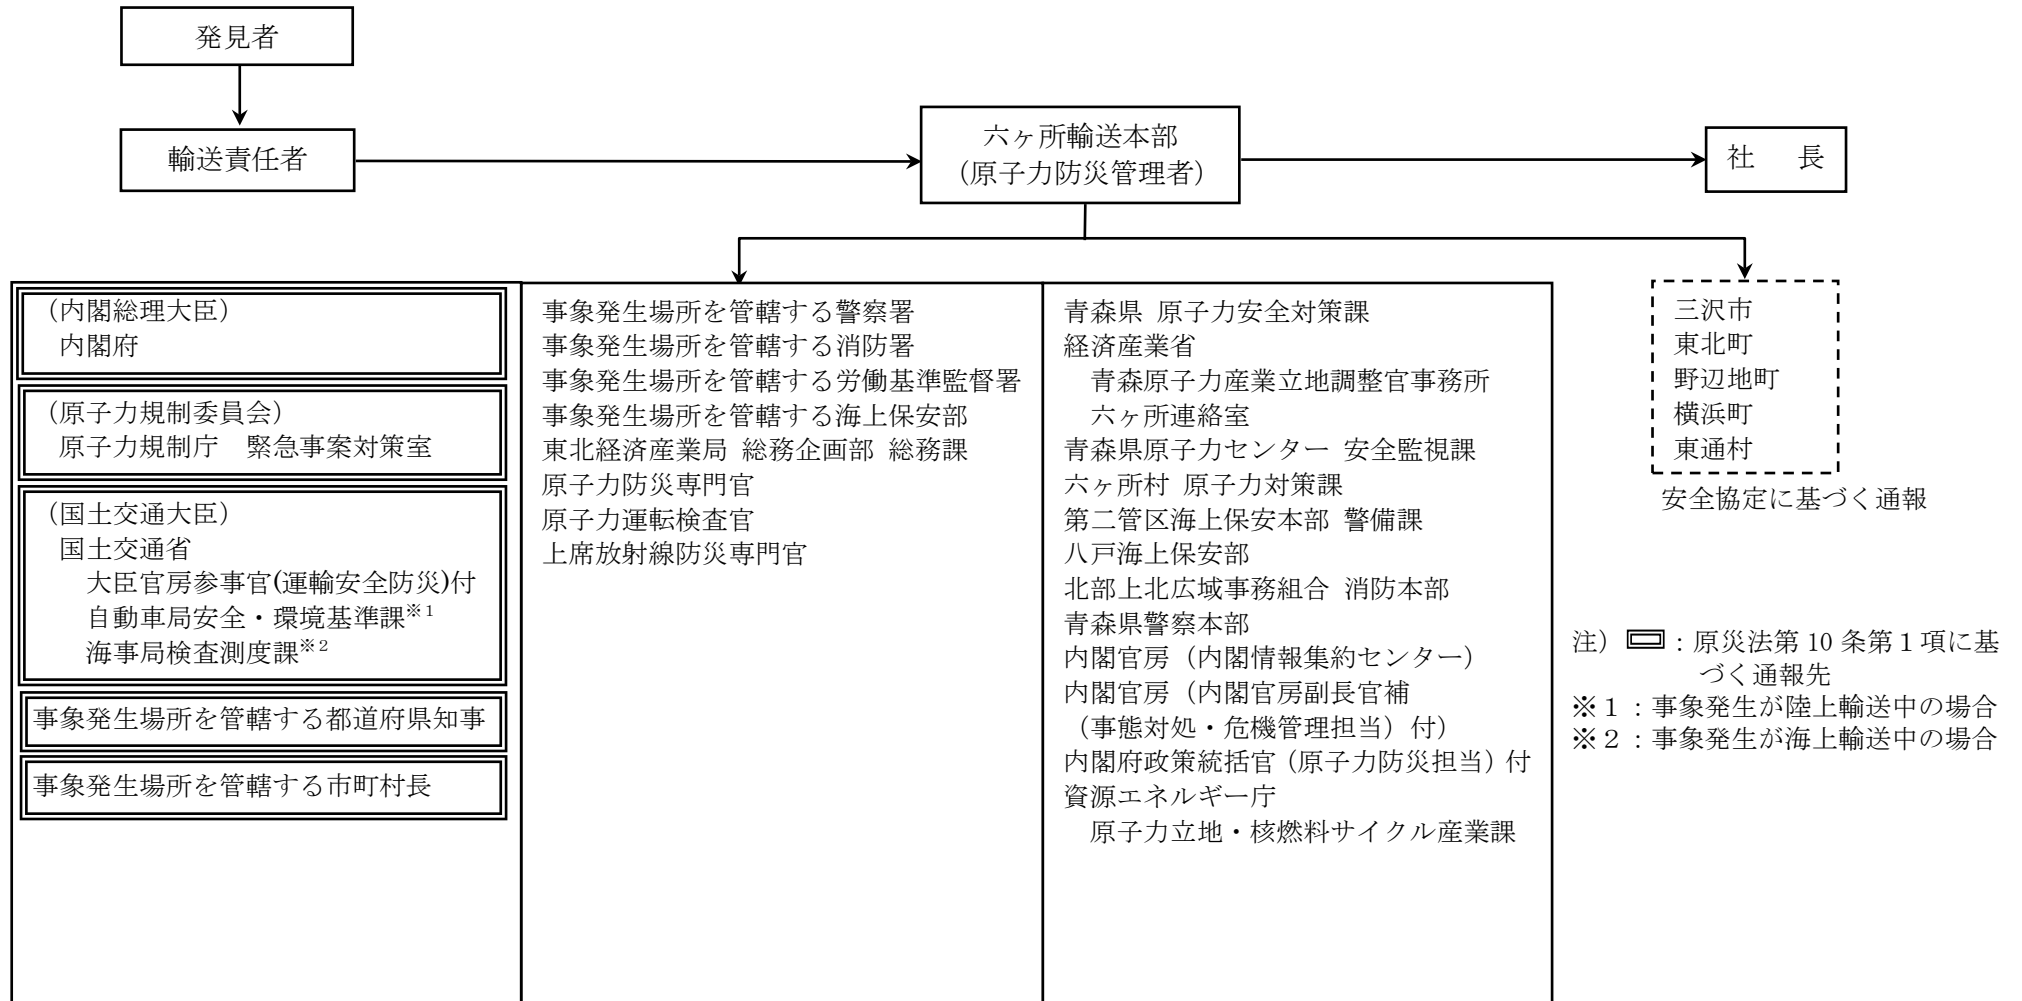 発見者
輸送責任者
六ヶ所輸送本部
(原子力防災管理者)
社　長
(内閣総理大臣)
内閣府
(原子力規制委員会)
原子力規制庁　緊急事案対策室
(国土交通大臣)
国土交通省
大臣官房参事官(運輸安全防災)付
自動車局安全・環境基準課※1
海事局検査測度課※2
事象発生場所を管轄する都道府県知事
事象発生場所を管轄する市町村長
事象発生場所を管轄する警察署
事象発生場所を管轄する消防署
事象発生場所を管轄する労働基準監督署
事象発生場所を管轄する海上保安部
東北経済産業局 総務企画部 総務課
原子力防災専門官
原子力運転検査官
上席放射線防災専門官
青森県 原子力安全対策課
経済産業省
青森原子力産業立地調整官事務所
六ヶ所連絡室
青森県原子力センター 安全監視課
六ヶ所村 原子力対策課
第二管区海上保安本部 警備課
八戸海上保安部
北部上北広域事務組合 消防本部
青森県警察本部
内閣官房（内閣情報集約センター）
内閣官房（内閣官房副長官補
（事態対処・危機管理担当）付）
内閣府政策統括官（原子力防災担当）付
資源エネルギー庁
原子力立地・核燃料サイクル産業課
三沢市
東北町
野辺地町
横浜町
東通村
安全協定に基づく通報
注）：原災法第 10 条第１項に基
づく通報先
※１：事象発生が陸上輸送中の場合
※２：事象発生が海上輸送中の場合